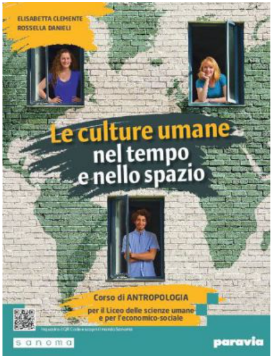 ELISABETTA CLEMENTE
ROSSELLA DANIELI
Le culture umane
nel tempo
e nello spazio
Corso di ANTROPOLOGIA
per il Liceo delle scienze umane
e per l'economico-sociale
sanoma
paravia